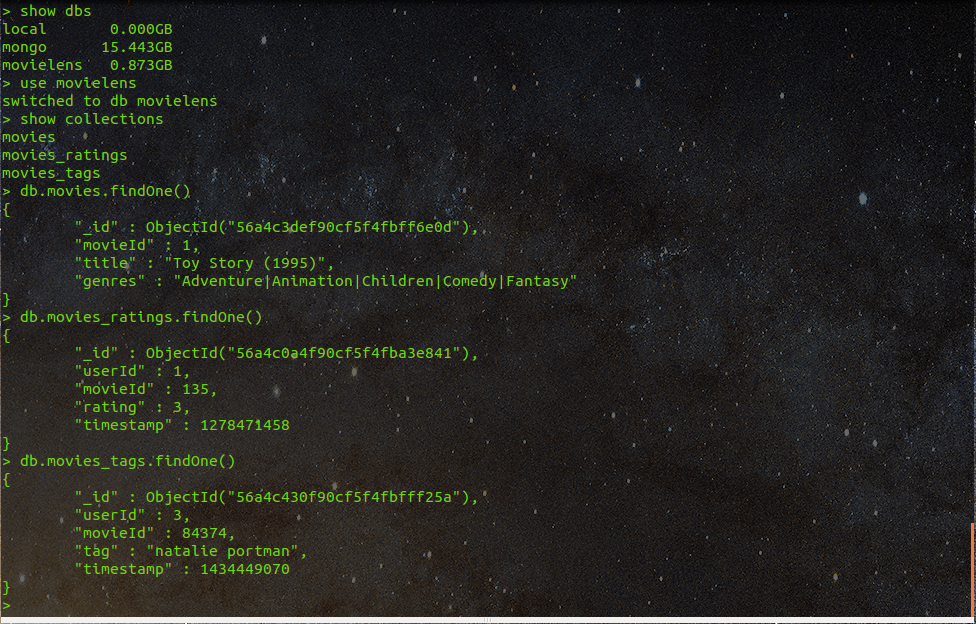 > show dbs
local       0.000GB
mongo      15.443GB
movielens   0.873GB
> use movielens
switched to db movielens
> show collections
movies
movies_ratings
movies_tags
> db.movies.findOne()
{
        "_id" : ObjectId("56a4c3def90cf5f4fbff6e0d"),
        "movieId" : 1,
        "title" : "Toy Story (1995)",
        "genres" : "Adventure|Animation|Children|Comedy|Fantasy"
}
> db.movies_ratings.findOne()
{
        "_id" : ObjectId("56a4c0a4f90cf5f4fba3e841"),
        "userId" : 1,
        "movieId" : 135,
        "rating" : 3,
        "timestamp" : 1278471458
}
> db.movies_tags.findOne()
{
        "_id" : ObjectId("56a4c430f90cf5f4fbfff25a"),
        "userId" : 3,
        "movieId" : 84374,
        "tag" : "natalie portman",
        "timestamp" : 1434449070
}
>